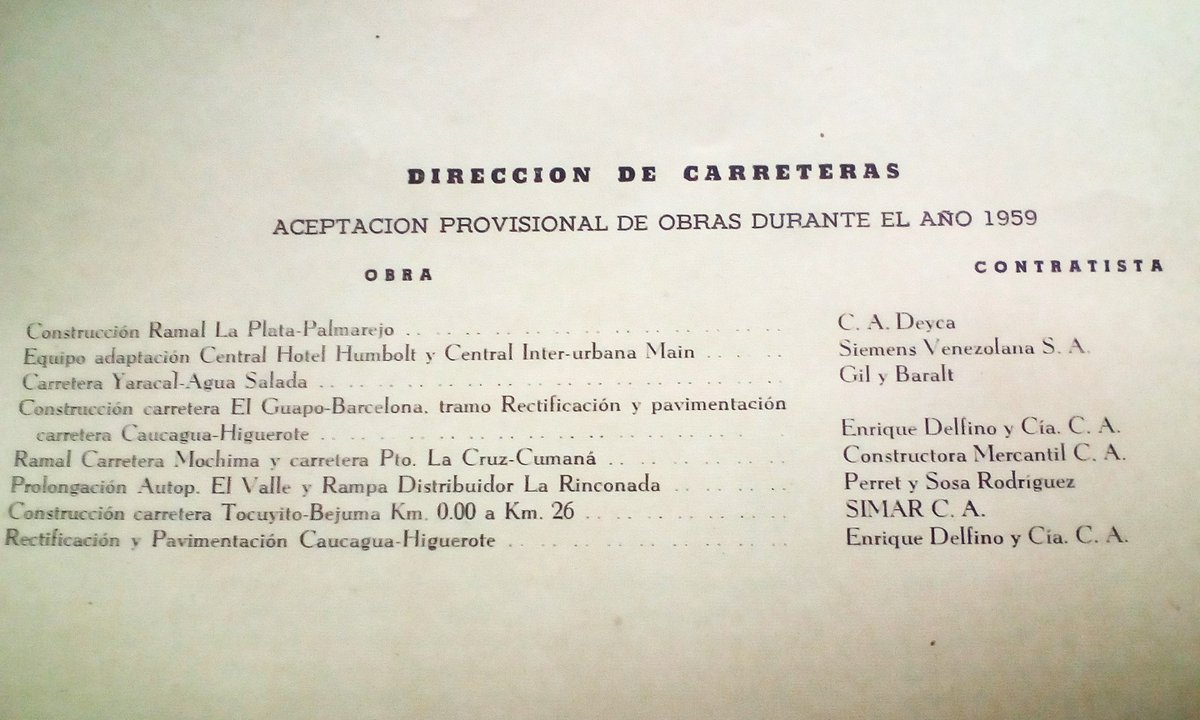 DIRECCION DE CARRETERAS
ACEPTACION PROVISIONAL DE OBRAS DURANTE EL AÑO 1959
OBRA CONTRATISTA
Construcción Ramal La Plata-Palmarejo . . . . . . . . . . . . . . . . . . . . . . C. A. Deyca
Equipo adaptación Central Hotel Humbolt y Central Inter-urbana Main . . . . . . Siemens Venezolana S. A.
Carretera Yaracal-Agua Salada . . . . . . . . . . . . . . . . . . . . . . . . . . . Gil y Baralt
Construcción carretera El Guapo-Barcelona. tramo Rectificación y pavimentación
carretera Caucagua-Higuerote . . . . . . . . . . . . . . . . . . . . . . . . . Enrique Delfino y Cía. C. A.
Ramal Carretera Mochima y carretera Pto. La Cruz-Cumaná . . . . . . . . . . . Constructora Mercantil C. A.
Prolongación Autop. El Valle y Rampa Distribuidor La Rinconada . . . . . . . . Perret y Sosa Rodríguez
Construcción carretera Tocuyito-Bejuma Km. 0.00 a Km. 26 . . . . . . . . . . . . SIMAR C. A.
Rectificación y Pavimentación Caucagua-Higuerote . . . . . . . . . . . . . . . . . Enrique Delfino y Cía. C. A.